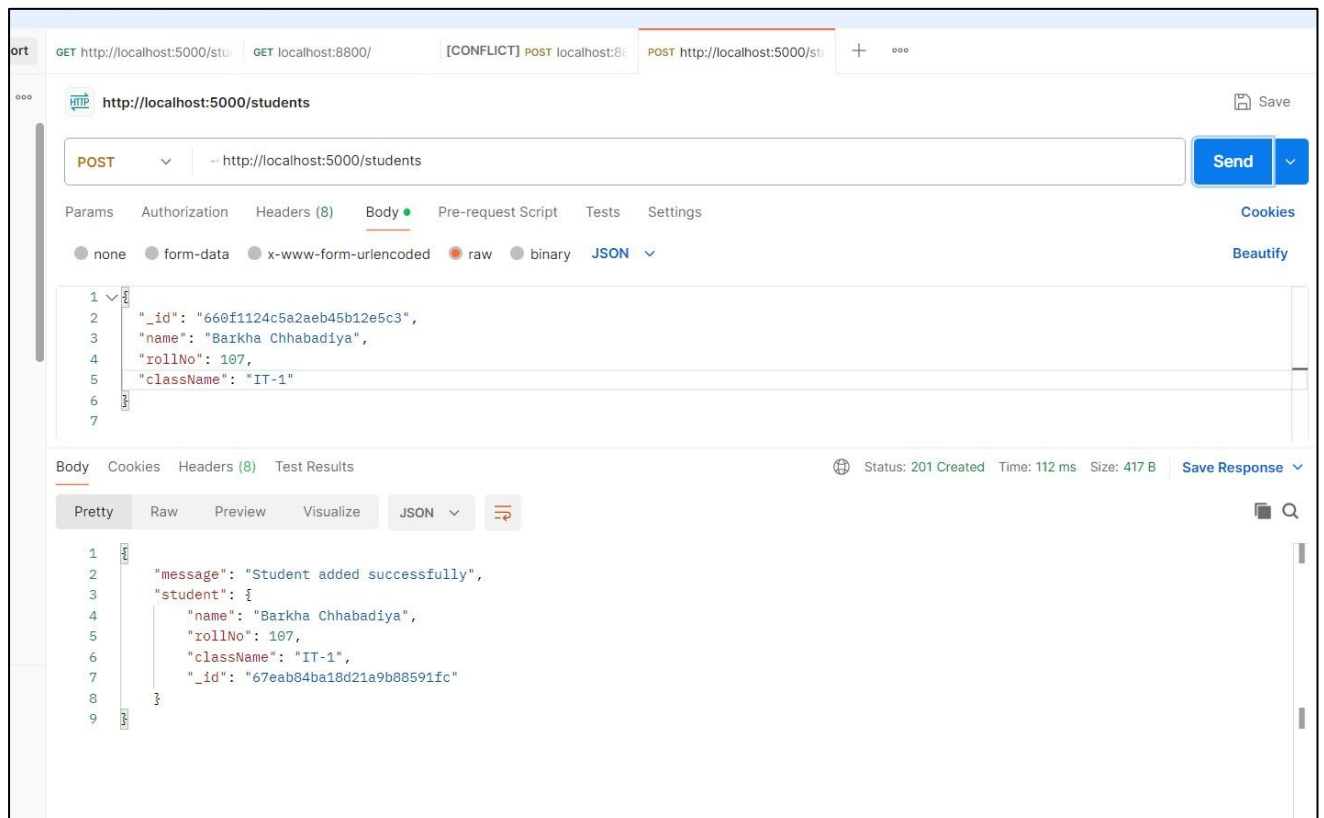 ort GET http://localhost:5000/stu GET localhost:8800/ [CONFLICT] POST localhost:88 POST http://localhost:5000/st + ooo
ooo HTTP http://localhost:5000/students Save
POST http://localhost:5000/students Send
Params Authorization Headers (8) Body Pre-request Script Tests Settings Cookies
none form-data x-www-form-urlencoded raw binary JSON Beautify
1 {
2 "_id": "660f1124c5a2aeb45b12e5c3",
3 "name": "Barkha Chhabadiya",
4 "rollNo": 107,
5 "className": "IT-1"
6 }
7
Body Cookies Headers (8) Test Results Status: 201 Created Time: 112 ms Size: 417 B Save Response
Pretty Raw Preview Visualize JSON
1 {
2 "message": "Student added successfully",
3 "student": {
4 "name": "Barkha Chhabadiya",
5 "rollNo": 107,
6 "className": "IT-1",
7 "_id": "67eab84ba18d21a9b88591fc"
8 }
9 }